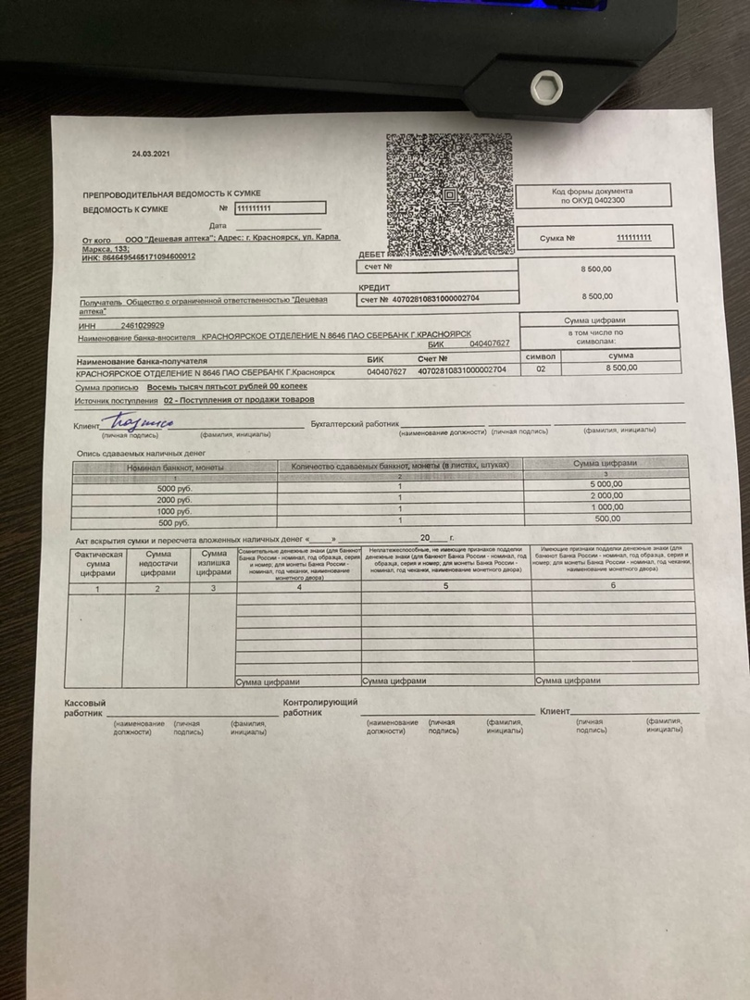 24.03.2021
ПРЕПРОВОДИТЕЛЬНАЯ ВЕДОМОСТЬ К СУМКЕ
Код формы документа
по ОКУД 0402300
ВЕДОМОСТЬ К СУМКЕ № 111111111
Дата
Сумка № 111111111
От кого ООО "Дешевая аптека"; Адрес: г. Красноярск, ул. Карла
Маркса, 133;
ИНК: 8646495465171094600012
ДЕБЕТ
счет №
8 500,00
КРЕДИТ
счет № 40702810831000002704
8 500,00
Получатель Общество с ограниченной ответственностью "Дешевая
аптека"
Сумма цифрами
ИНН 2461029929
в том числе по
символам:
Наименование банка-вносителя КРАСНОЯРСКОЕ ОТДЕЛЕНИЕ N 8646 ПАО СБЕРБАНК Г.КРАСНОЯРСК
БИК 040407627
Наименование банка-получателя БИК Счет № символ сумма
КРАСНОЯРСКОЕ ОТДЕЛЕНИЕ N 8646 ПАО СБЕРБАНК Г.Красноярск 040407627 40702810831000002704 02 8 500,00
Сумма прописью Восемь тысяч пятьсот рублей 00 копеек
Источник поступления 02 - Поступления от продажи товаров
Клиент
Бухгалтерский работник
(личная подпись) (фамилия, инициалы) (наименование должности) (личная подпись) (фамилия, инициалы)
Опись сдаваемых наличных денег
Номинал банкнот, монеты Количество сдаваемых банкнот, монеты (в листах, штуках) Сумма цифрами
1 2 3
5000 руб. 1 5 000,00
2000 руб. 1 2 000,00
1000 руб. 1 1 000,00
500 руб. 1 500,00
Акт вскрытия сумки и пересчета вложенных наличных денег «____» ____________ 20____ г.
Фактическая
сумма
цифрами
Сумма
недостачи
цифрами
Сумма
излишка
цифрами
Сомнительные денежные знаки (для банкнот
Банка России - номинал, год образца, серия
и номер; для монеты Банка России -
номинал, год чеканки, наименование
монетного двора)
Неплатежеспособные, не имеющие признаков подделки
денежные знаки (для банкнот Банка России - номинал, год
образца, серия и номер; для монеты Банка России -
номинал, год чеканки, наименование монетного двора)
Имеющие признаки подделки денежные знаки (для
банкнот Банка России - номинал, год образца, серия и
номер; для монеты Банка России - номинал, год чеканки,
наименование монетного двора)
1 2 3 4 5 6
Сумма цифрами Сумма цифрами Сумма цифрами
Кассовый
работник
Контролирующий
работник
Клиент
(наименование
должности)
(личная
подпись)
(фамилия,
инициалы)
(наименование
должности)
(личная
подпись)
(фамилия,
инициалы)
(личная
подпись)
(фамилия,
инициалы)